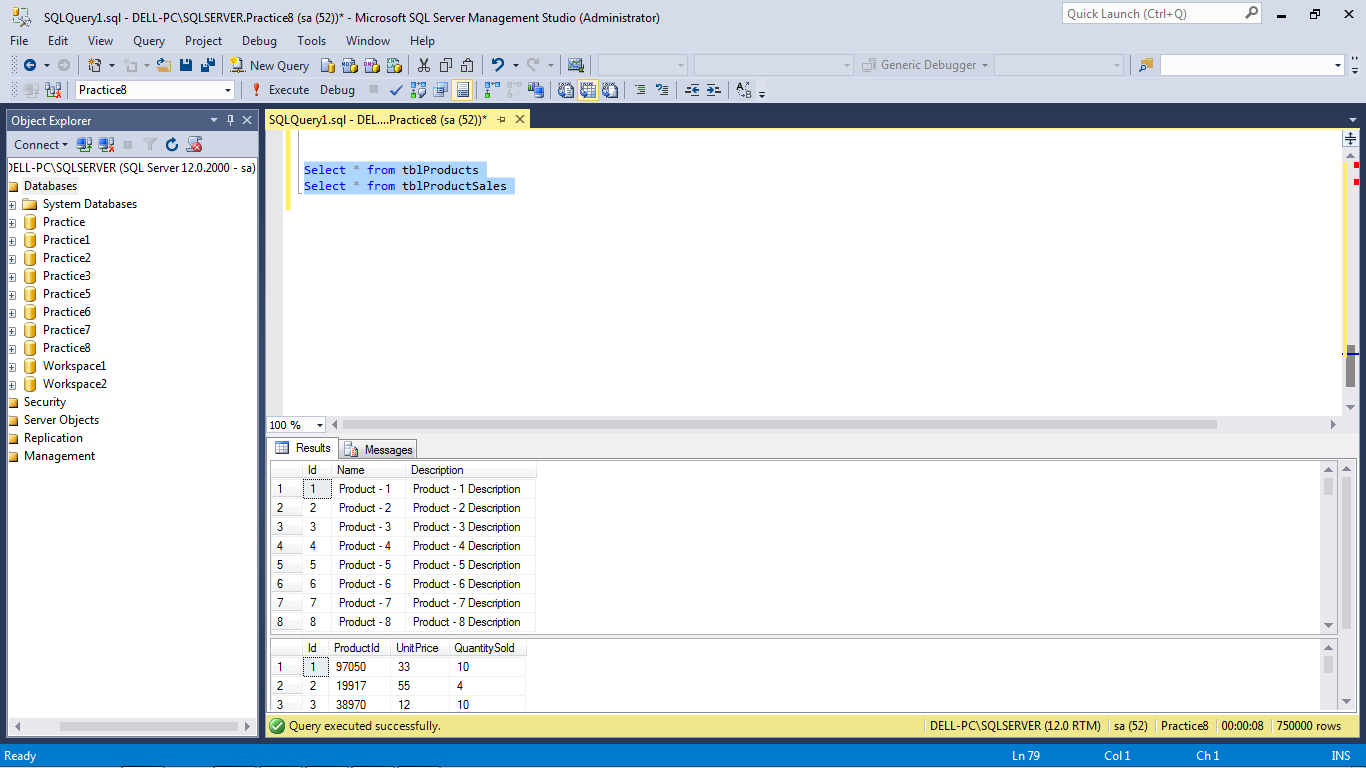 SQLQuery1.sql - DELL-PC\SQLSERVER.Practice8 (sa (52))* - Microsoft SQL Server Management Studio (Administrator)
Quick Launch (Ctrl+Q)
File Edit View Query Project Debug Tools Window Help
New Query
Generic Debugger
Practice8
Execute Debug
Object Explorer
Connect
DELL-PC\SQLSERVER (SQL Server 12.0.2000 - sa)
Databases
System Databases
Practice
Practice1
Practice2
Practice3
Practice5
Practice6
Practice7
Practice8
Workspace1
Workspace2
Security
Server Objects
Replication
Management
SQLQuery1.sql - DEL....Practice8 (sa (52))*
Select * from tblProducts
Select * from tblProductSales
100 %
Results Messages
Id Name Description
1 1 Product - 1 Product - 1 Description
2 2 Product - 2 Product - 2 Description
3 3 Product - 3 Product - 3 Description
4 4 Product - 4 Product - 4 Description
5 5 Product - 5 Product - 5 Description
6 6 Product - 6 Product - 6 Description
7 7 Product - 7 Product - 7 Description
8 8 Product - 8 Product - 8 Description
Id ProductId UnitPrice QuantitySold
1 1 97050 33 10
2 2 19917 55 4
3 3 38970 12 10
Query executed successfully.
DELL-PC\SQLSERVER (12.0 RTM) sa (52) Practice8 00:00:08 750000 rows
Ready
Ln 79 Col 1 Ch 1 INS